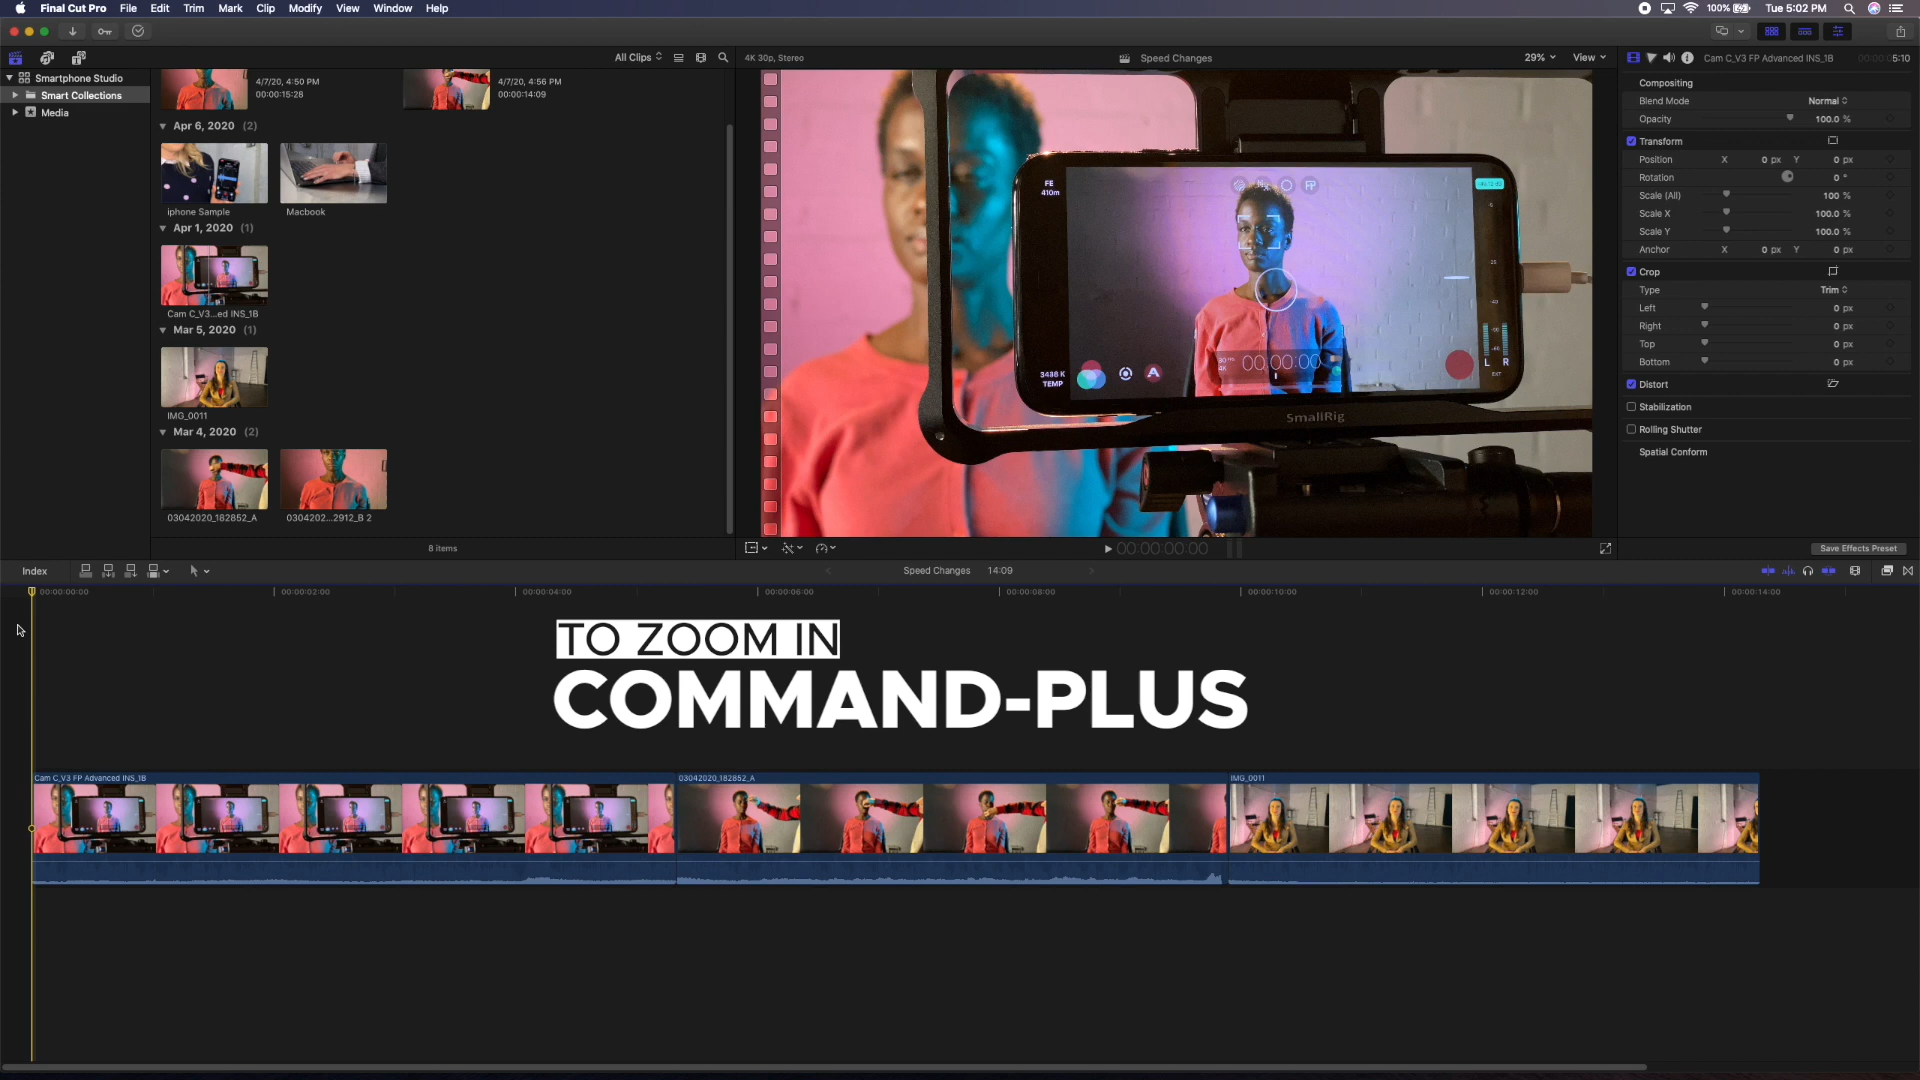 Final Cut Pro File Edit Trim Mark Clip Modify View Window Help
100% Tue 5:02 PM
All Clips
4K 30p, Stereo
Speed Changes
29% View
Cam C_V3 FP Advanced INS_1B
5:10
Smartphone Studio
Smart Collections
Media
4/7/20, 4:50 PM
00:00:15:28
4/7/20, 4:56 PM
00:00:14:09
Apr 6, 2020 (2)
iphone Sample
Macbook
Apr 1, 2020 (1)
Cam C_V3...ed INS_1B
Mar 5, 2020 (1)
IMG_0011
Mar 4, 2020 (2)
03042020_182852_A
0304202...2912_B 2
8 items
FE
410m
3436 K
TEMP
A
4K
00:00:00
L R
EXT
SmallRig
00:00:00:00
Compositing
Blend Mode Normal
Opacity 100.0 %
Transform
Position X 0 px Y 0 px
Rotation 0 °
Scale (All) 100 %
Scale X 100.0 %
Scale Y 100.0 %
Anchor X 0 px Y 0 px
Crop
Type Trim
Left 0 px
Right 0 px
Top 0 px
Bottom 0 px
Distort
Stabilization
Rolling Shutter
Spatial Conform
Save Effects Preset
Index
Speed Changes 14:09
00:00:00:00 00:00:02:00 00:00:04:00 00:00:06:00 00:00:08:00 00:00:10:00 00:00:12:00 00:00:14:00
TO ZOOM IN
COMMAND-PLUS
Cam C_V3 FP Advanced INS_1B
03042020_182852_A
IMG_0011